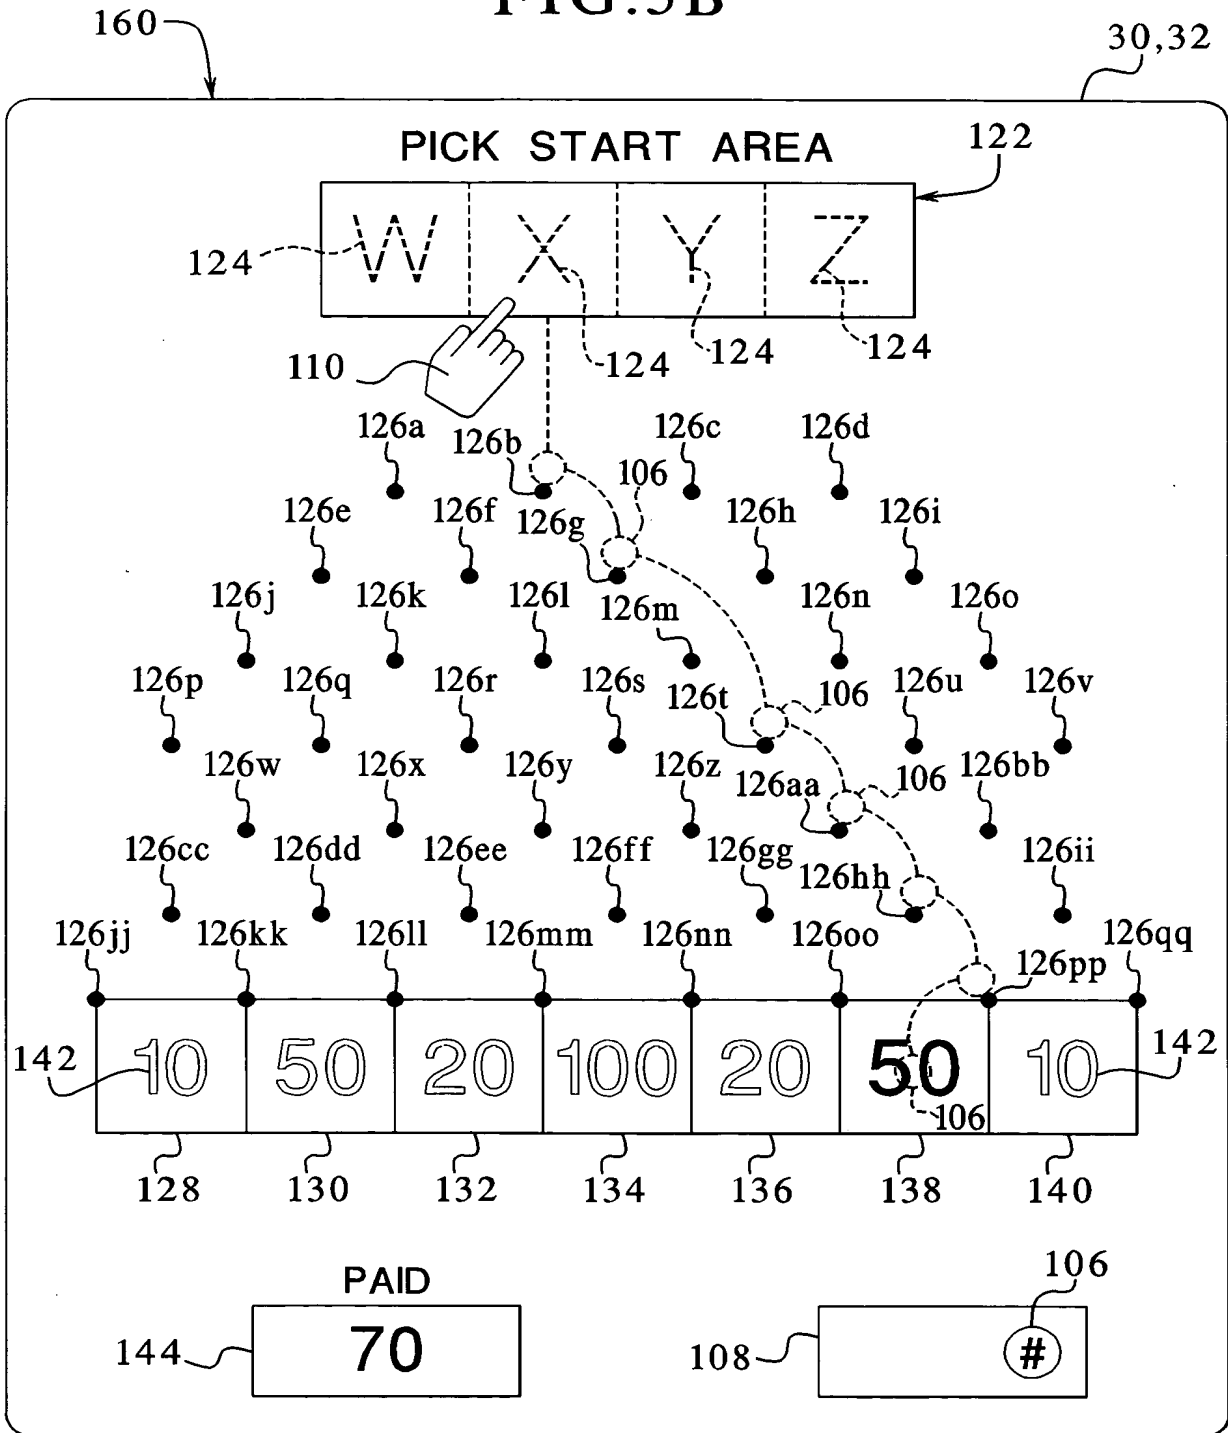 FIG.5B
160
30,32
PICK START AREA
122
W X Y Z
124
110
124
124
124
126a
126b
126c
126d
106
126e
126f
126g
126h
126i
126j
126k
126l
126m
126n
126o
126p
126q
126r
126s
126t
106
126u
126v
126w
126x
126y
126z
126aa
106
126bb
126cc
126dd
126ee
126ff
126gg
126hh
126ii
126jj
126kk
126ll
126mm
126nn
126oo
126pp
126qq
142
10 50 20 100 20 50 10
142
106
128 130 132 134 136 138 140
PAID
106
144
70
108
#